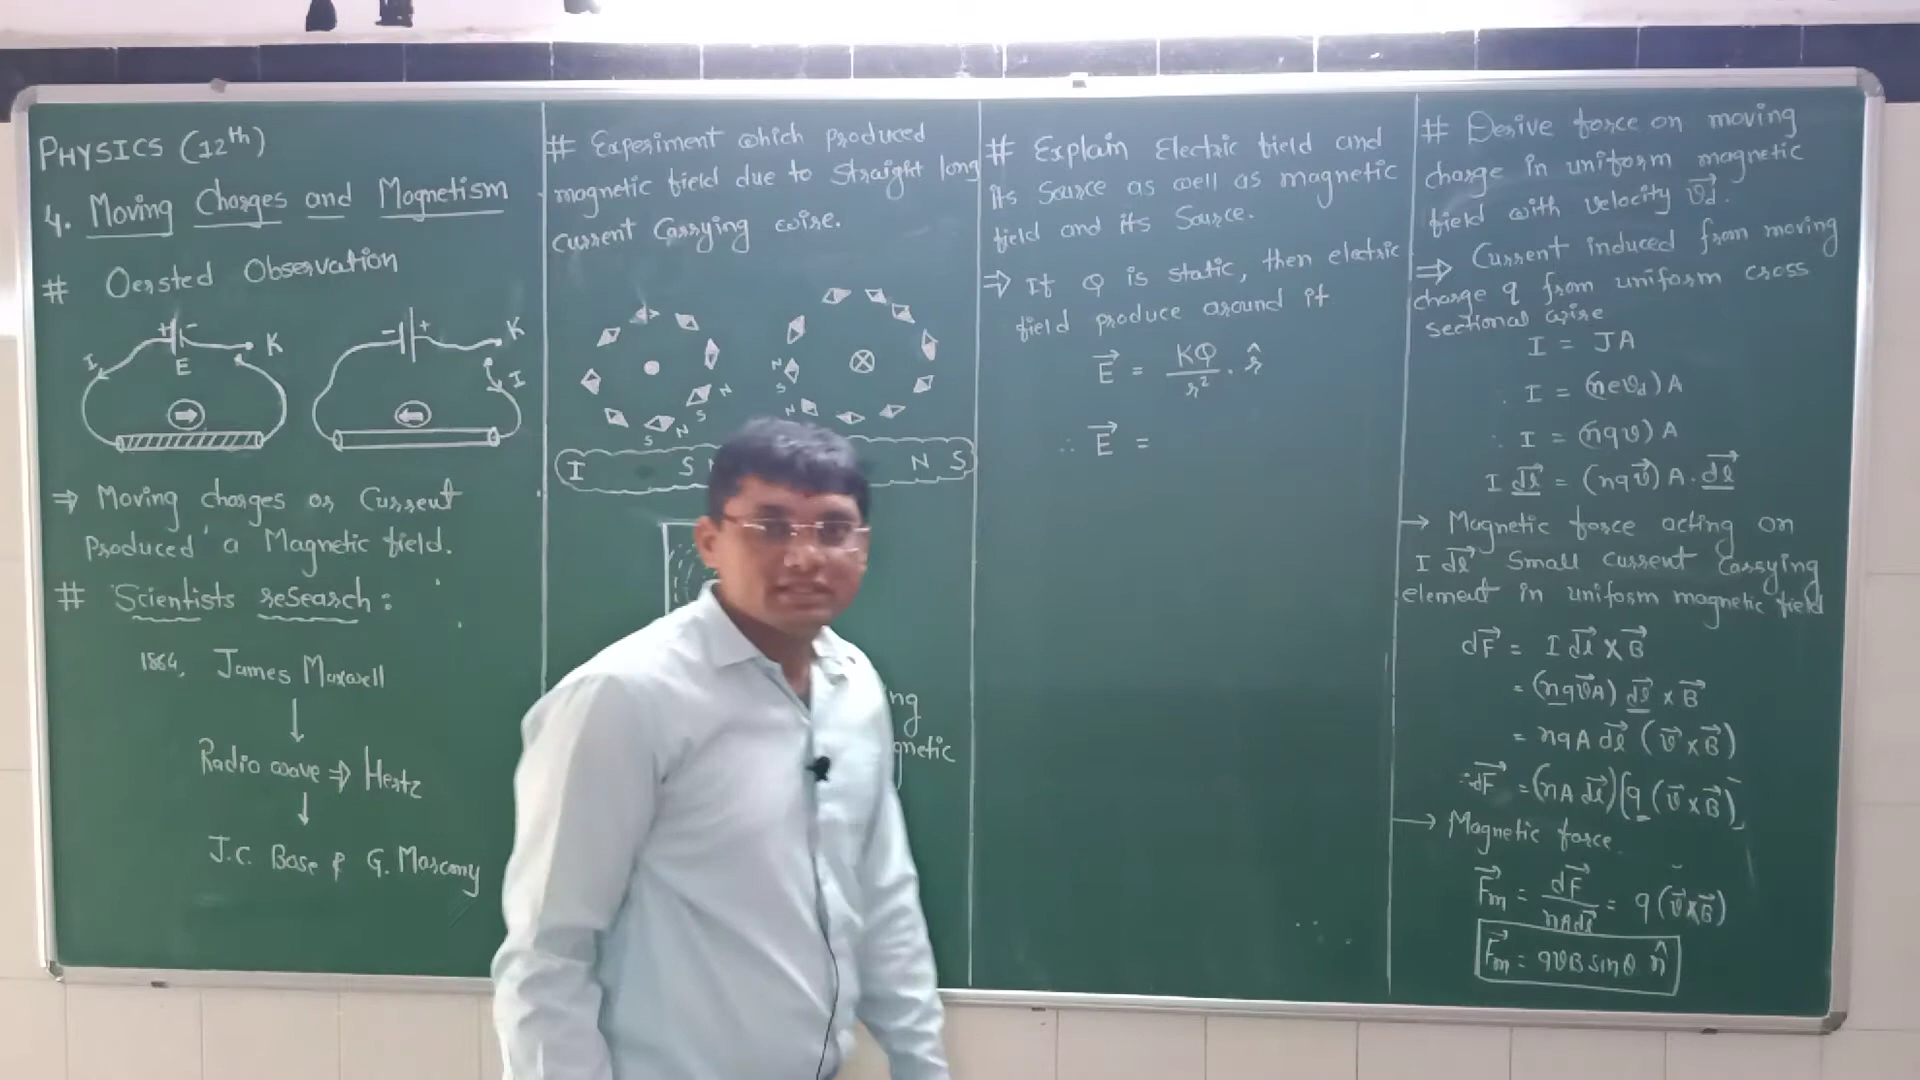 PHYSICS (12th)
4. Moving Charges and Magnetism
# Oersted Observation
+ -
E
I
K
- +
K
I
⇒ Moving charges or Current
Produced a Magnetic field.
# Scientists research:
1864, James Maxwell
↓
Radio wave ⇒ Hertz
↓
J.C. Bose & G. Marcony
# Experiment which produced
magnetic field due to Straight long
current Carrying wire.
N
S
N
S
N
S
N
I S
N S
ng
gnetic
# Explain Electric field and
its Source as well as magnetic
field and its Source.
⇒ If Q is static, then electric
field produce around it
E⃗ = KQ/r² . r̂
∴ E⃗ =
# Derive force on moving
charge in uniform magnetic
field with velocity v⃗d.
⇒ Current induced from moving
charge q from uniform cross
sectional wire
I = JA
∴ I = (nevd) A
∴ I = (nqv) A
I dl⃗ = (nqv⃗) A. dl⃗
→ Magnetic force acting on
I dl⃗ Small current Carrying
element in uniform magnetic field
dF⃗ = I dl⃗ × B⃗
= (nqv⃗A) dl⃗ × B⃗
= nqA dl⃗ (v⃗ × B⃗)
∴ dF⃗ = (nA dl⃗) [q (v⃗ × B⃗)]
→ Magnetic force
F⃗m = dF⃗/nAdl⃗ = q (v⃗ × B⃗)
F⃗m = qvB sinθ n̂